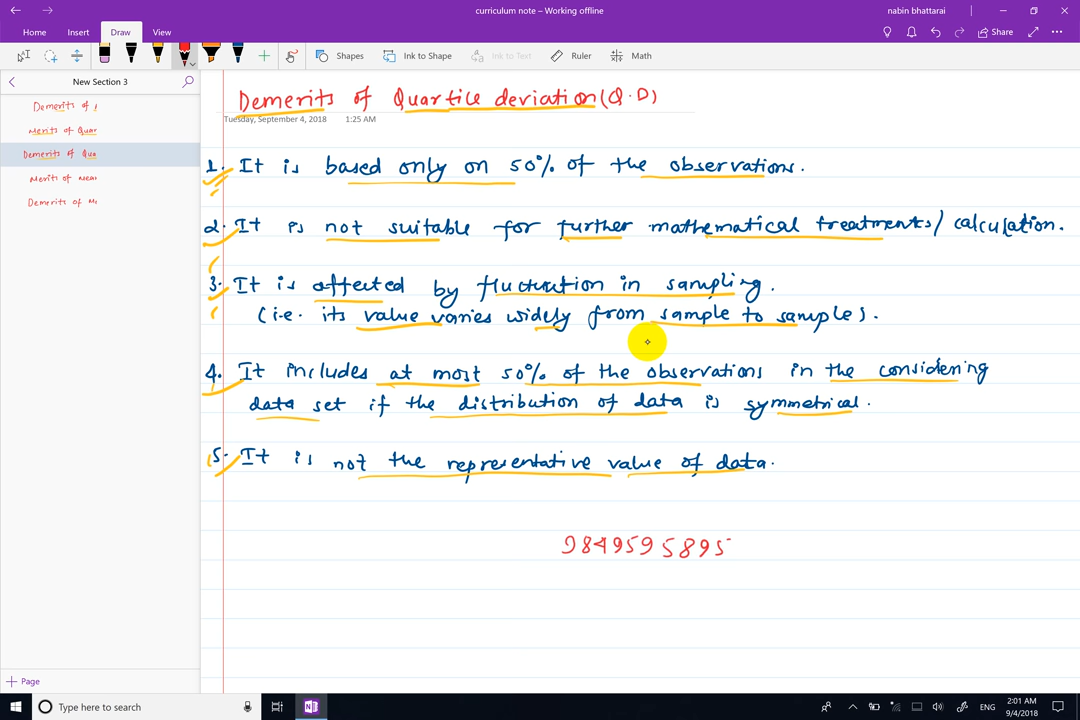 curriculum note – Working offline
nabin bhattarai
Home Insert Draw View
Share
Shapes Ink to Shape Ink to Text Ruler Math
New Section 3
Demerits of
Merits of Quar
Demerits of Qua
Merits of Mean
Demerits of M
Demerits of Quartile deviation (Q.D)
Tuesday, September 4, 2018 1:25 AM
1. It is based only on 50% of the observations.
2. It is not suitable for further mathematical treatments/calculation.
3. It is affected by fluctuation in sampling.
(i.e. its value varies widely from sample to sample).
4. It includes at most 50% of the observations in the considering
data set if the distribution of data is symmetrical.
5. It is not the representative value of data.
9849595895
+ Page
Type here to search
ENG
2:01 AM
9/4/2018